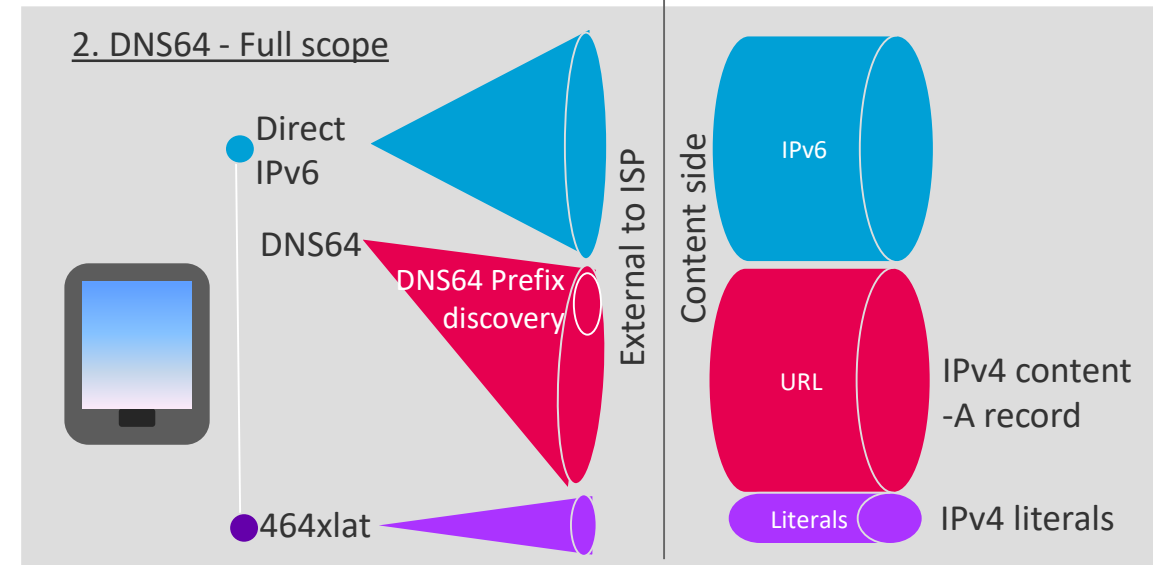 2. DNS64 - Full scope
Direct
IPv6
DNS64
DNS64 Prefix
discovery
464xlat
External to ISP
Content side
IPv6
URL
IPv4 content
-A record
Literals
IPv4 literals